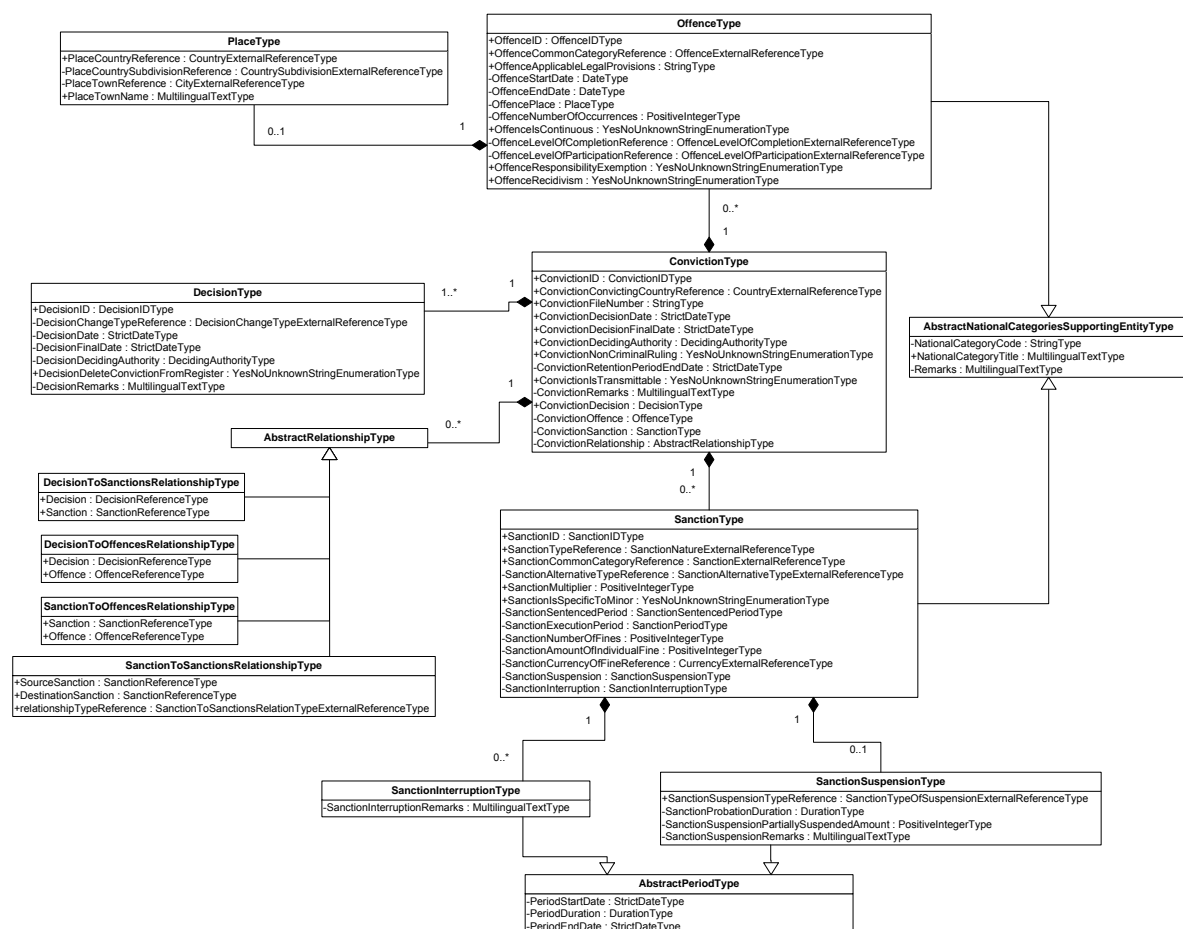 OffenceType
+OffenceID : OffenceIDType
+OffenceCommonCategoryReference : OffenceExternalReferenceType
+OffenceApplicableLegalProvisions : StringType
-OffenceStartDate : DateType
-OffenceEndDate : DateType
-OffencePlace : PlaceType
-OffenceNumberOfOccurrences : PositiveIntegerType
+OffenceIsContinuous : YesNoUnknownStringEnumerationType
-OffenceLevelOfCompletionReference : OffenceLevelOfCompletionExternalReferenceType
-OffenceLevelOfParticipationReference : OffenceLevelOfParticipationExternalReferenceType
+OffenceResponsibilityExemption : YesNoUnknownStringEnumerationType
+OffenceRecidivism : YesNoUnknownStringEnumerationType
PlaceType
+PlaceCountryReference : CountryExternalReferenceType
-PlaceCountrySubdivisionReference : CountrySubdivisionExternalReferenceType
-PlaceTownReference : CityExternalReferenceType
+PlaceTownName : MultilingualTextType
0..1
1
0..*
1
ConvictionType
+ConvictionID : ConvictionIDType
+ConvictionConvictingCountryReference : CountryExternalReferenceType
+ConvictionFileNumber : StringType
+ConvictionDecisionDate : StrictDateType
+ConvictionDecisionFinalDate : StrictDateType
+ConvictionDecidingAuthority : DecidingAuthorityType
+ConvictionNonCriminalRuling : YesNoUnknownStringEnumerationType
-ConvictionRetentionPeriodEndDate : StrictDateType
+ConvictionIsTransmittable : YesNoUnknownStringEnumerationType
-ConvictionRemarks : MultilingualTextType
+ConvictionDecision : DecisionType
-ConvictionOffence : OffenceType
-ConvictionSanction : SanctionType
-ConvictionRelationship : AbstractRelationshipType
DecisionType
+DecisionID : DecisionIDType
-DecisionChangeTypeReference : DecisionChangeTypeExternalReferenceType
-DecisionDate : StrictDateType
-DecisionFinalDate : StrictDateType
-DecisionDecidingAuthority : DecidingAuthorityType
+DecisionDeleteConvictionFromRegister : YesNoUnknownStringEnumerationType
-DecisionRemarks : MultilingualTextType
1..*
1
1
0..*
AbstractNationalCategoriesSupportingEntityType
-NationalCategoryCode : StringType
+NationalCategoryTitle : MultilingualTextType
-Remarks : MultilingualTextType
AbstractRelationshipType
DecisionToSanctionsRelationshipType
+Decision : DecisionReferenceType
+Sanction : SanctionReferenceType
DecisionToOffencesRelationshipType
+Decision : DecisionReferenceType
+Offence : OffenceReferenceType
SanctionToOffencesRelationshipType
+Sanction : SanctionReferenceType
+Offence : OffenceReferenceType
SanctionToSanctionsRelationshipType
+SourceSanction : SanctionReferenceType
+DestinationSanction : SanctionReferenceType
+relationshipTypeReference : SanctionToSanctionsRelationTypeExternalReferenceType
1
0..*
SanctionType
+SanctionID : SanctionIDType
+SanctionTypeReference : SanctionNatureExternalReferenceType
+SanctionCommonCategoryReference : SanctionExternalReferenceType
-SanctionAlternativeTypeReference : SanctionAlternativeTypeExternalReferenceType
+SanctionMultiplier : PositiveIntegerType
+SanctionIsSpecificToMinor : YesNoUnknownStringEnumerationType
-SanctionSentencedPeriod : SanctionSentencedPeriodType
-SanctionExecutionPeriod : SanctionPeriodType
-SanctionNumberOfFines : PositiveIntegerType
-SanctionAmountOfIndividualFine : PositiveIntegerType
-SanctionCurrencyOfFineReference : CurrencyExternalReferenceType
-SanctionSuspension : SanctionSuspensionType
-SanctionInterruption : SanctionInterruptionType
1
0..*
1
0..1
SanctionInterruptionType
-SanctionInterruptionRemarks : MultilingualTextType
SanctionSuspensionType
+SanctionSuspensionTypeReference : SanctionTypeOfSuspensionExternalReferenceType
-SanctionProbationDuration : DurationType
-SanctionSuspensionPartiallySuspendedAmount : PositiveIntegerType
-SanctionSuspensionRemarks : MultilingualTextType
AbstractPeriodType
-PeriodStartDate : StrictDateType
-PeriodDuration : DurationType
-PeriodEndDate : StrictDateType